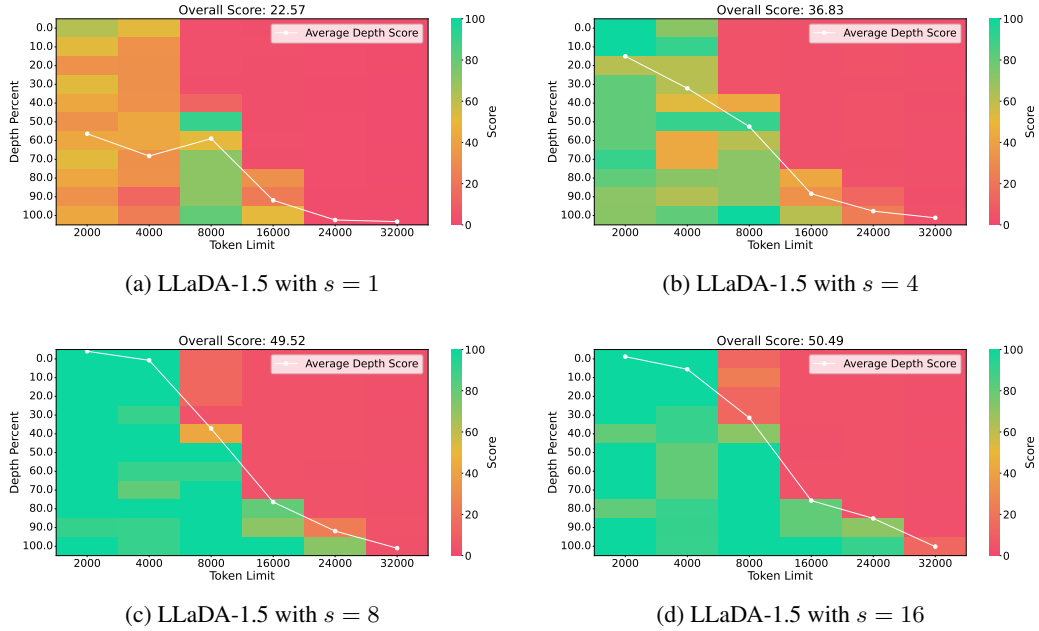 Overall Score: 22.57
Average Depth Score
Depth Percent
0.0
10.0
20.0
30.0
40.0
50.0
60.0
70.0
80.0
90.0
100.0
2000 4000 8000 16000 24000 32000
Token Limit
100
80
60
40
20
0
Score
(a) LLaDA-1.5 with s = 1
Overall Score: 36.83
Average Depth Score
Depth Percent
0.0
10.0
20.0
30.0
40.0
50.0
60.0
70.0
80.0
90.0
100.0
2000 4000 8000 16000 24000 32000
Token Limit
100
80
60
40
20
0
Score
(b) LLaDA-1.5 with s = 4
Overall Score: 49.52
Average Depth Score
Depth Percent
0.0
10.0
20.0
30.0
40.0
50.0
60.0
70.0
80.0
90.0
100.0
2000 4000 8000 16000 24000 32000
Token Limit
100
80
60
40
20
0
Score
(c) LLaDA-1.5 with s = 8
Overall Score: 50.49
Average Depth Score
Depth Percent
0.0
10.0
20.0
30.0
40.0
50.0
60.0
70.0
80.0
90.0
100.0
2000 4000 8000 16000 24000 32000
Token Limit
100
80
60
40
20
0
Score
(d) LLaDA-1.5 with s = 16